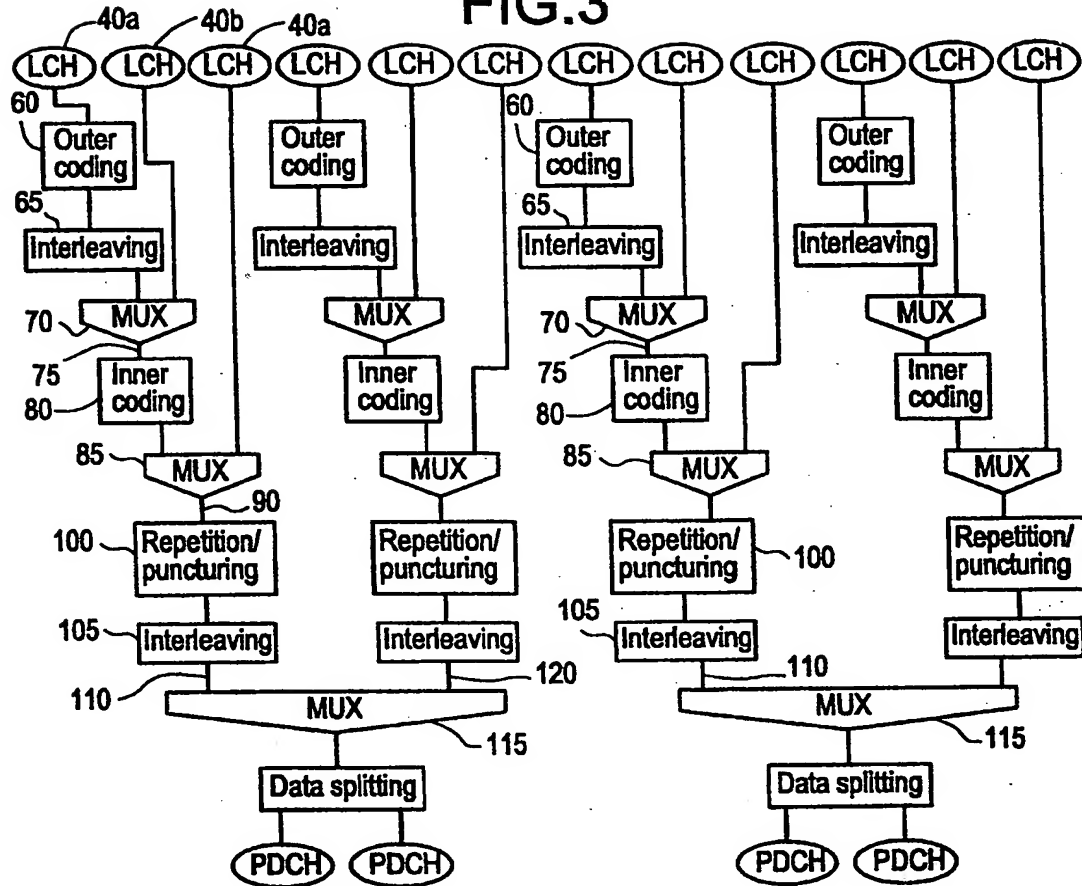 FIG.3
40a 40b 40a
LCH LCH LCH LCH LCH LCH LCH LCH LCH LCH LCH LCH
60 60
Outer coding Outer coding Outer coding Outer coding
65 65
Interleaving Interleaving Interleaving Interleaving
MUX MUX MUX MUX
70 70
75 75
Inner coding Inner coding Inner coding Inner coding
80 80
85 85
MUX MUX MUX MUX
90
100 Repetition/ puncturing Repetition/ puncturing Repetition/ puncturing 100 Repetition/ puncturing
105 105
Interleaving Interleaving Interleaving Interleaving
110 120 110
MUX MUX
115 115
Data splitting Data splitting
PDCH PDCH PDCH PDCH